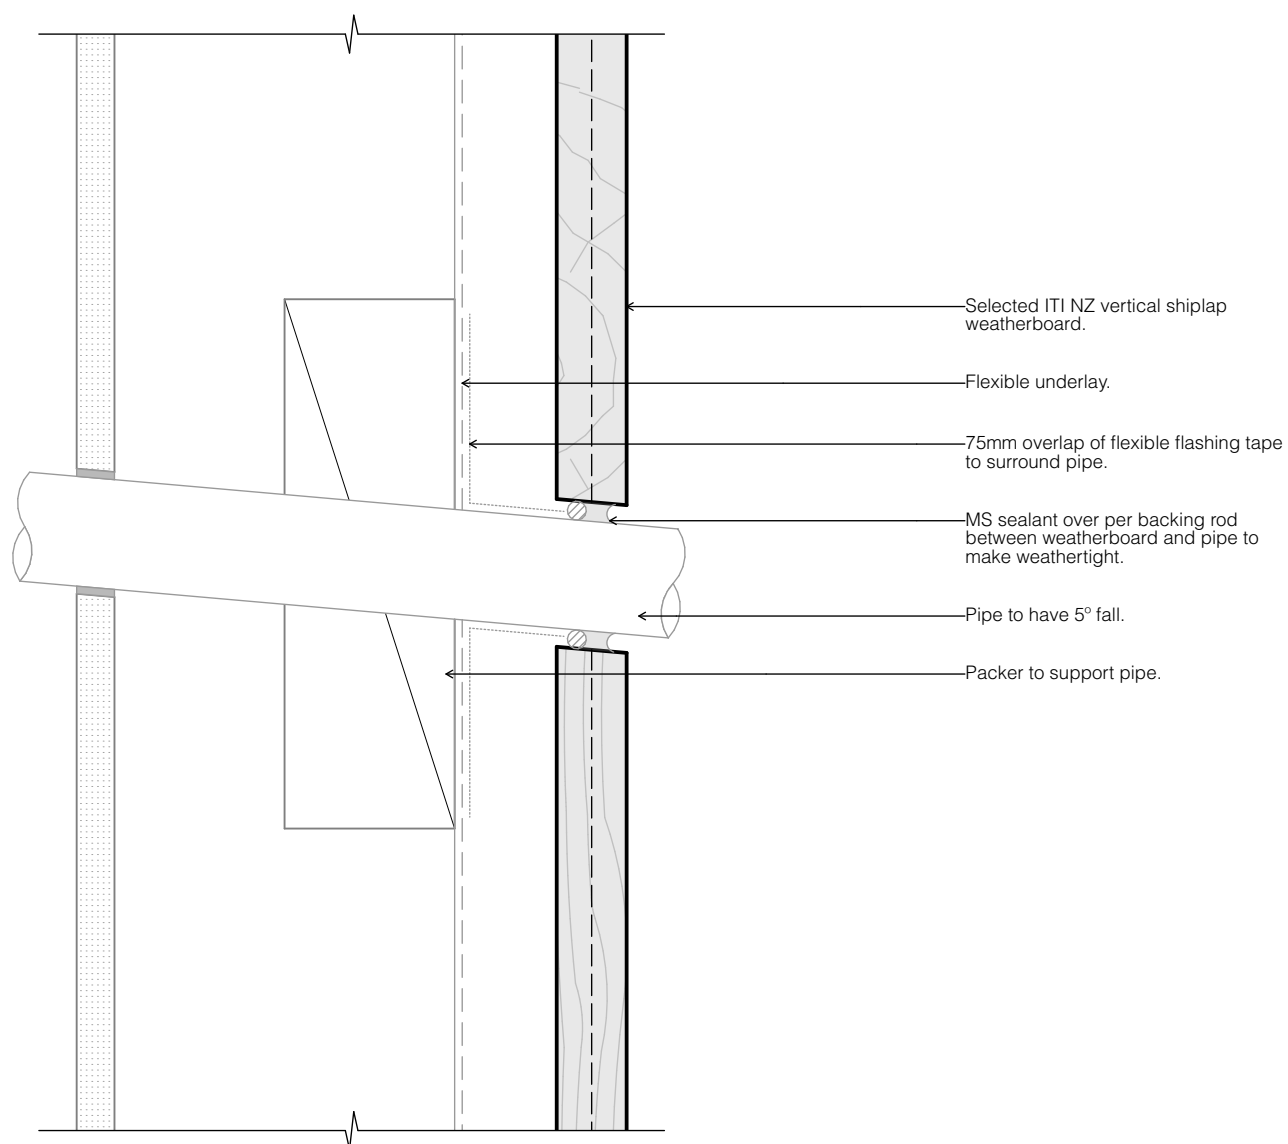 Selected ITI NZ vertical shiplap
weatherboard.
Flexible underlay.
75mm overlap of flexible flashing tape
to surround pipe.
MS sealant over per backing rod
between weatherboard and pipe to
make weathertight.
Pipe to have 5° fall.
Packer to support pipe.